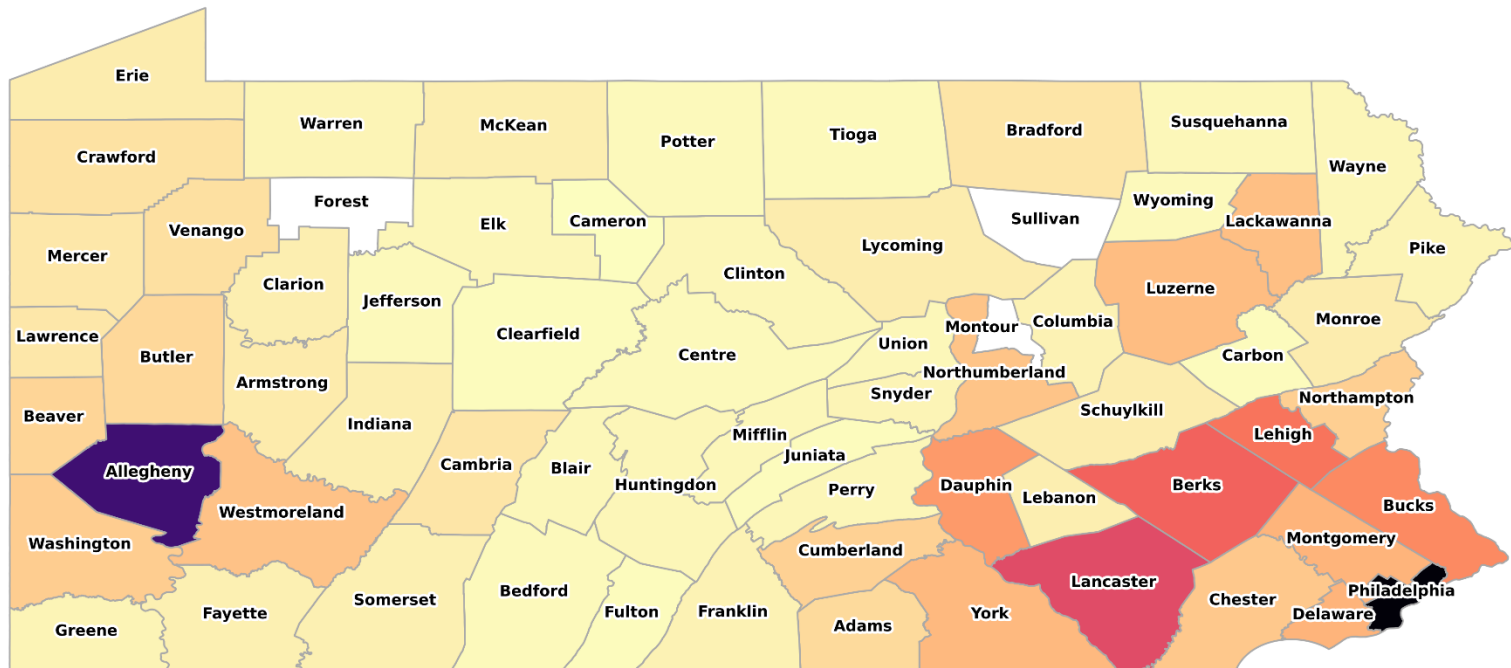 Erie
Warren
McKean
Potter
Tioga
Bradford
Susquehanna
Crawford
Wayne
Forest
Venango
Elk
Cameron
Sullivan
Wyoming
Lackawanna
Mercer
Clarion
Jefferson
Clinton
Lycoming
Pike
Luzerne
Lawrence
Butler
Clearfield
Centre
Union
Montour
Columbia
Monroe
Carbon
Beaver
Armstrong
Indiana
Snyder
Northumberland
Schuylkill
Northampton
Allegheny
Cambria
Blair
Mifflin
Juniata
Lehigh
Westmoreland
Huntingdon
Perry
Dauphin
Lebanon
Berks
Bucks
Washington
Cumberland
Montgomery
Greene
Fayette
Somerset
Bedford
Fulton
Franklin
Adams
York
Lancaster
Chester
Delaware
Philadelphia